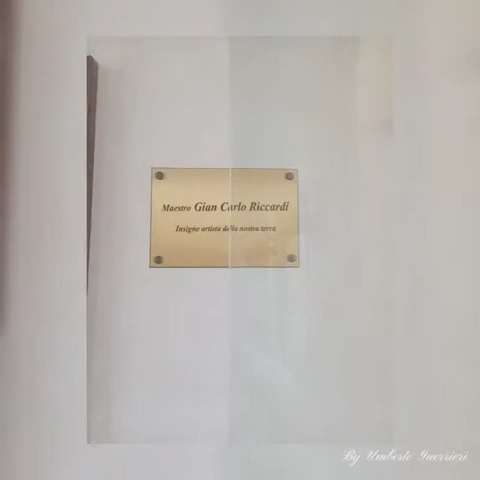 Maestro Gian Carlo Riccardi
Insigne artista della nostra terra
By Umberto Guerrieri